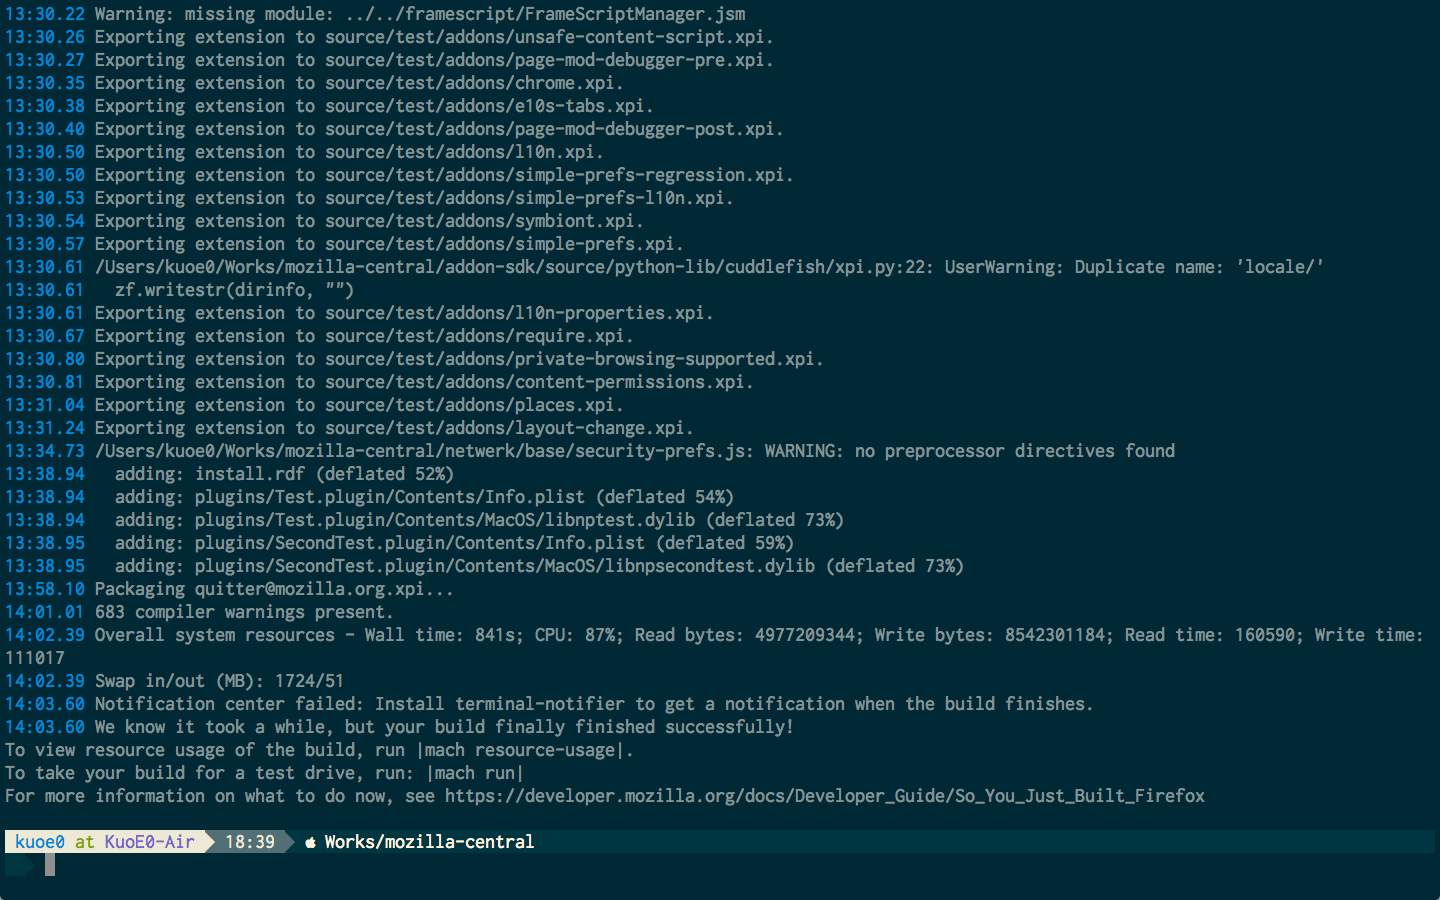 13:30.22 Warning: missing module: ../../framescript/FrameScriptManager.jsm
13:30.26 Exporting extension to source/test/addons/unsafe-content-script.xpi.
13:30.27 Exporting extension to source/test/addons/page-mod-debugger-pre.xpi.
13:30.35 Exporting extension to source/test/addons/chrome.xpi.
13:30.38 Exporting extension to source/test/addons/e10s-tabs.xpi.
13:30.40 Exporting extension to source/test/addons/page-mod-debugger-post.xpi.
13:30.50 Exporting extension to source/test/addons/l10n.xpi.
13:30.50 Exporting extension to source/test/addons/simple-prefs-regression.xpi.
13:30.53 Exporting extension to source/test/addons/simple-prefs-l10n.xpi.
13:30.54 Exporting extension to source/test/addons/symbiont.xpi.
13:30.57 Exporting extension to source/test/addons/simple-prefs.xpi.
13:30.61 /Users/kuoe0/Works/mozilla-central/addon-sdk/source/python-lib/cuddlefish/xpi.py:22: UserWarning: Duplicate name: 'locale/'
13:30.61   zf.writestr(dirinfo, "")
13:30.61 Exporting extension to source/test/addons/l10n-properties.xpi.
13:30.67 Exporting extension to source/test/addons/require.xpi.
13:30.80 Exporting extension to source/test/addons/private-browsing-supported.xpi.
13:30.81 Exporting extension to source/test/addons/content-permissions.xpi.
13:31.04 Exporting extension to source/test/addons/places.xpi.
13:31.24 Exporting extension to source/test/addons/layout-change.xpi.
13:34.73 /Users/kuoe0/Works/mozilla-central/netwerk/base/security-prefs.js: WARNING: no preprocessor directives found
13:38.94   adding: install.rdf (deflated 52%)
13:38.94   adding: plugins/Test.plugin/Contents/Info.plist (deflated 54%)
13:38.94   adding: plugins/Test.plugin/Contents/MacOS/libnptest.dylib (deflated 73%)
13:38.95   adding: plugins/SecondTest.plugin/Contents/Info.plist (deflated 59%)
13:38.95   adding: plugins/SecondTest.plugin/Contents/MacOS/libnpsecondtest.dylib (deflated 73%)
13:58.10 Packaging quitter@mozilla.org.xpi...
14:01.01 683 compiler warnings present.
14:02.39 Overall system resources - Wall time: 841s; CPU: 87%; Read bytes: 4977209344; Write bytes: 8542301184; Read time: 160590; Write time:
111017
14:02.39 Swap in/out (MB): 1724/51
14:03.60 Notification center failed: Install terminal-notifier to get a notification when the build finishes.
14:03.60 We know it took a while, but your build finally finished successfully!
To view resource usage of the build, run |mach resource-usage|.
To take your build for a test drive, run: |mach run|
For more information on what to do now, see https://developer.mozilla.org/docs/Developer_Guide/So_You_Just_Built_Firefox
kuoe0 at KuoE0-Air 18:39 Works/mozilla-central